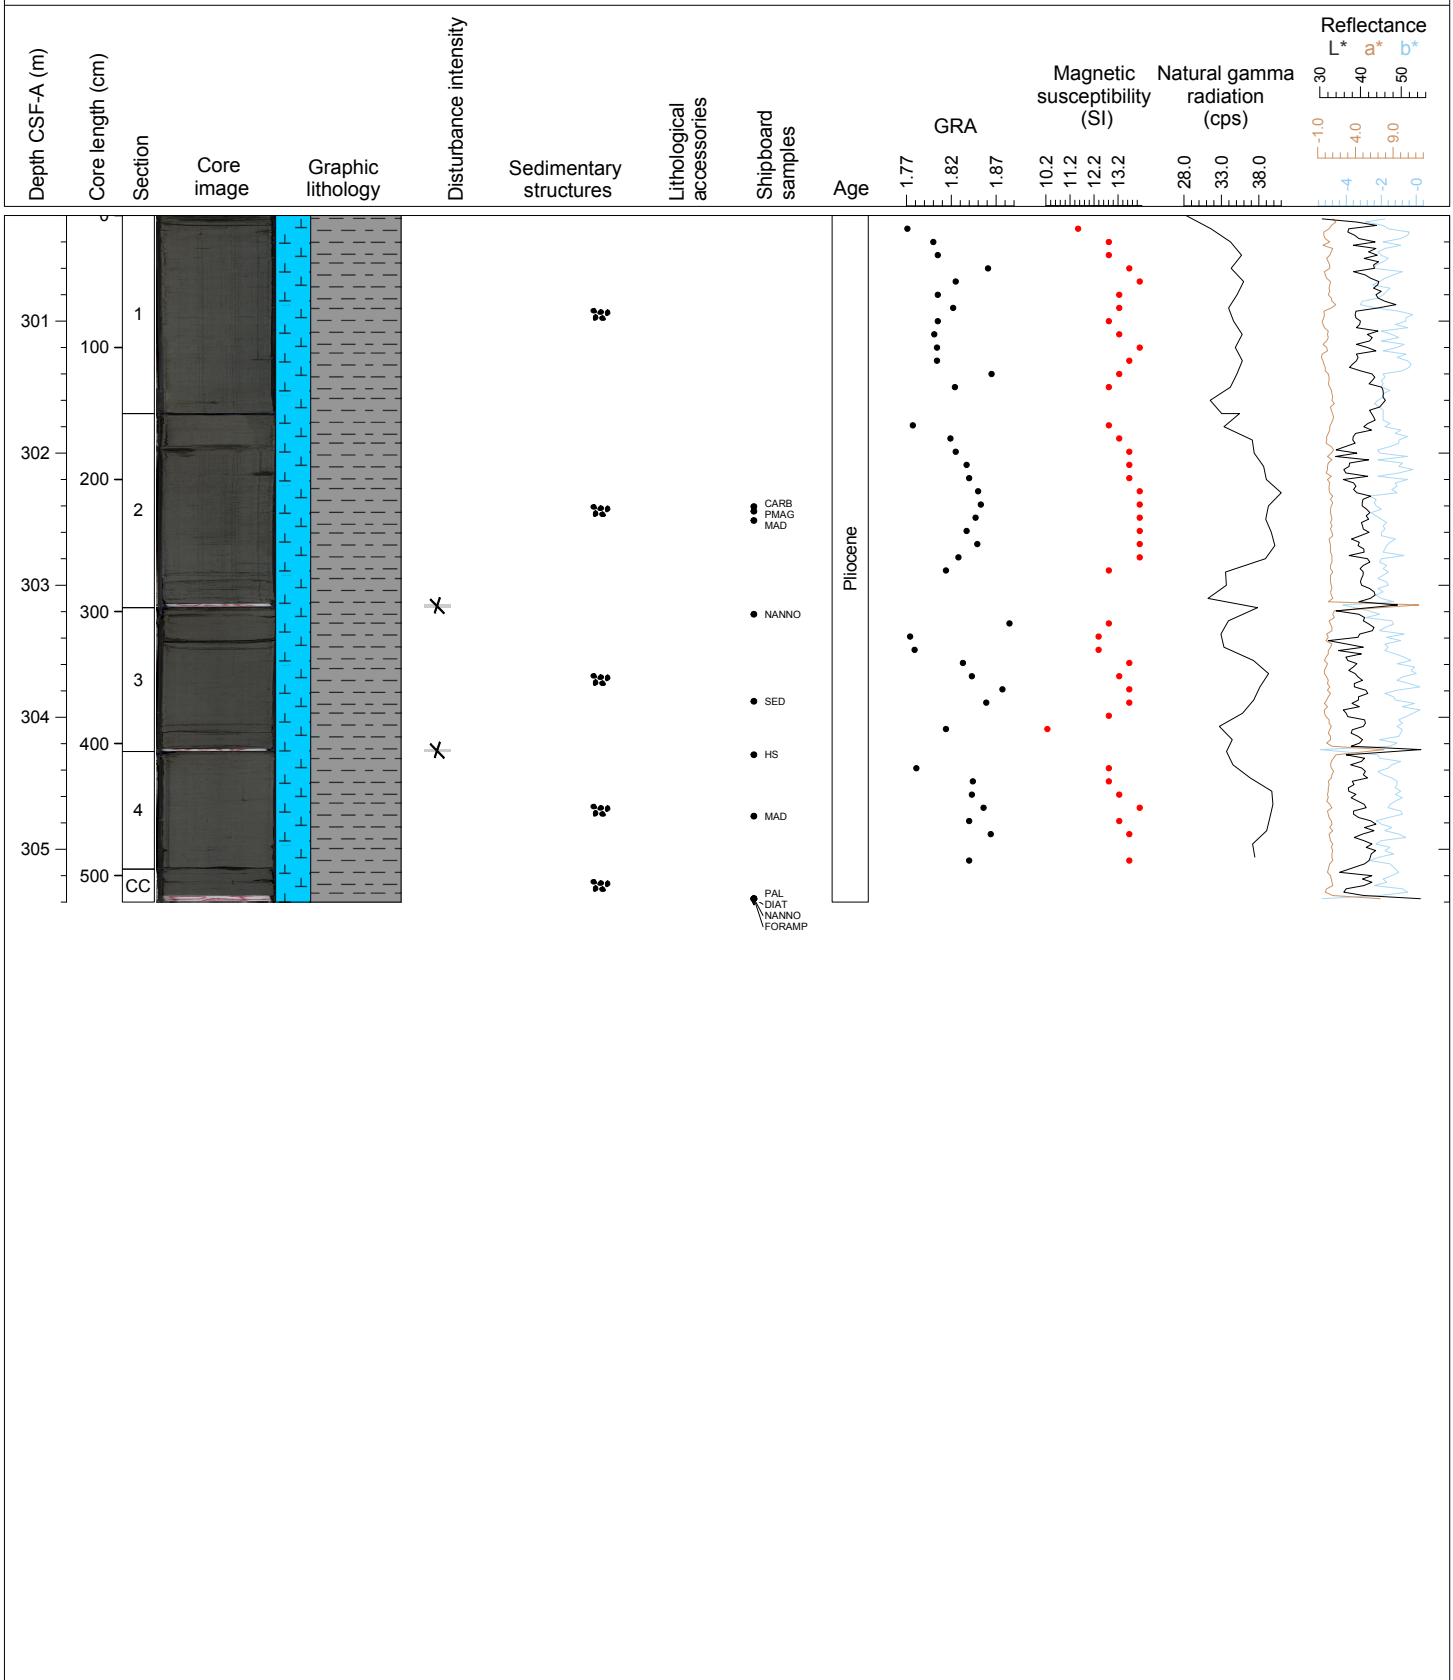 Depth CSF-A (m)
Core length (cm)
Section
Core
image
Graphic
lithology
Disturbance intensity
Sedimentary
structures
Lithological
accessories
Shipboard
samples
Age
GRA
1.77
1.82
1.87
Magnetic
susceptibility
(SI)
10.2
11.2
12.2
13.2
Natural gamma
radiation
(cps)
28.0
33.0
38.0
Reflectance
L* a* b*
30
40
50
-1.0
4.0
9.0
-4
-2
-0
301
302
303
304
305
0
100
200
300
400
500
1
2
3
4
CC
CARB
PMAG
MAD
NANNO
SED
HS
MAD
PAL
DIAT
NANNO
FORAMP
Pliocene